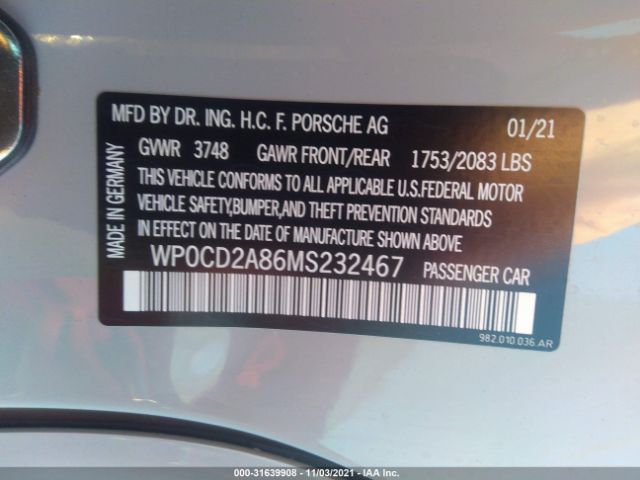 MFD BY DR. ING. H.C. F. PORSCHE AG 01/21
GVWR 3748 GAWR FRONT/REAR 1753/2083 LBS
THIS VEHICLE CONFORMS TO ALL APPLICABLE U.S.FEDERAL MOTOR
VEHICLE SAFETY,BUMPER,AND THEFT PREVENTION STANDARDS
IN EFFECT ON THE DATE OF MANUFACTURE SHOWN ABOVE
MADE IN GERMANY
WP0CD2A86MS232467 PASSENGER CAR
982.010.036.AR
000-31639908 - 11/03/2021 - IAA Inc.